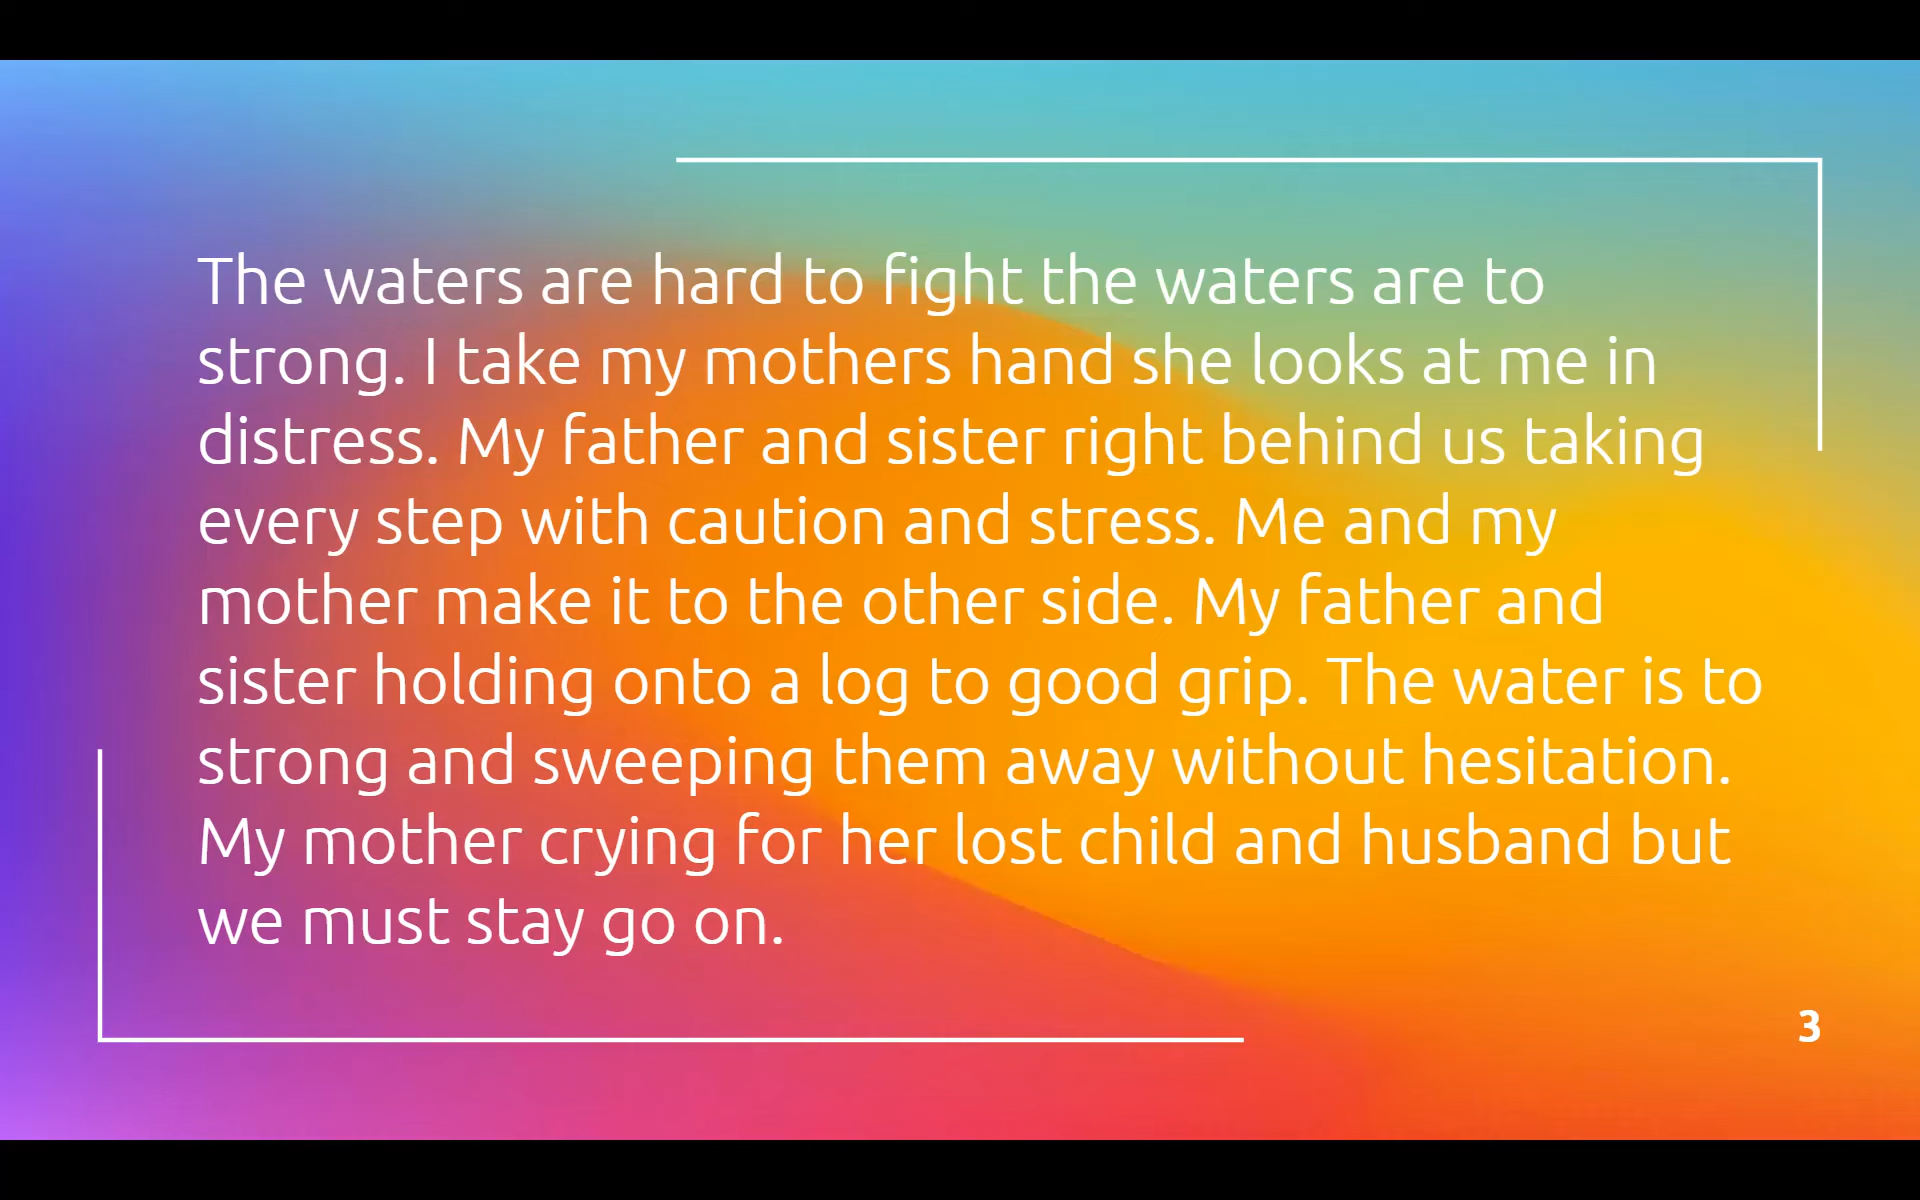 The waters are hard to fight the waters are to
strong. I take my mothers hand she looks at me in
distress. My father and sister right behind us taking
every step with caution and stress. Me and my
mother make it to the other side. My father and
sister holding onto a log to good grip. The water is to
strong and sweeping them away without hesitation.
My mother crying for her lost child and husband but
we must stay go on.
3